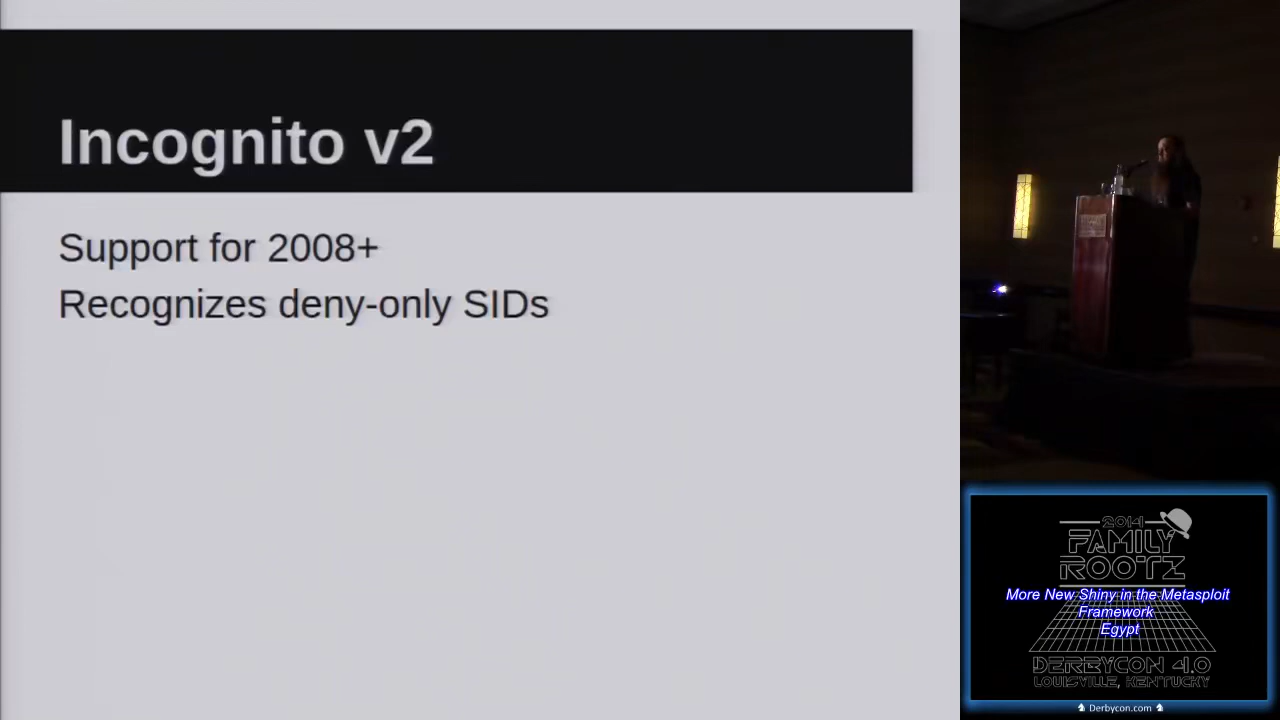 Incognito v2
Support for 2008+
Recognizes deny-only SIDs
2014
FAMILY
ROOTZ
More New Shiny in the Metasploit
Framework
Egypt
DERBYCON 4.0
LOUISVILLE, KENTUCKY
Derbycon.com